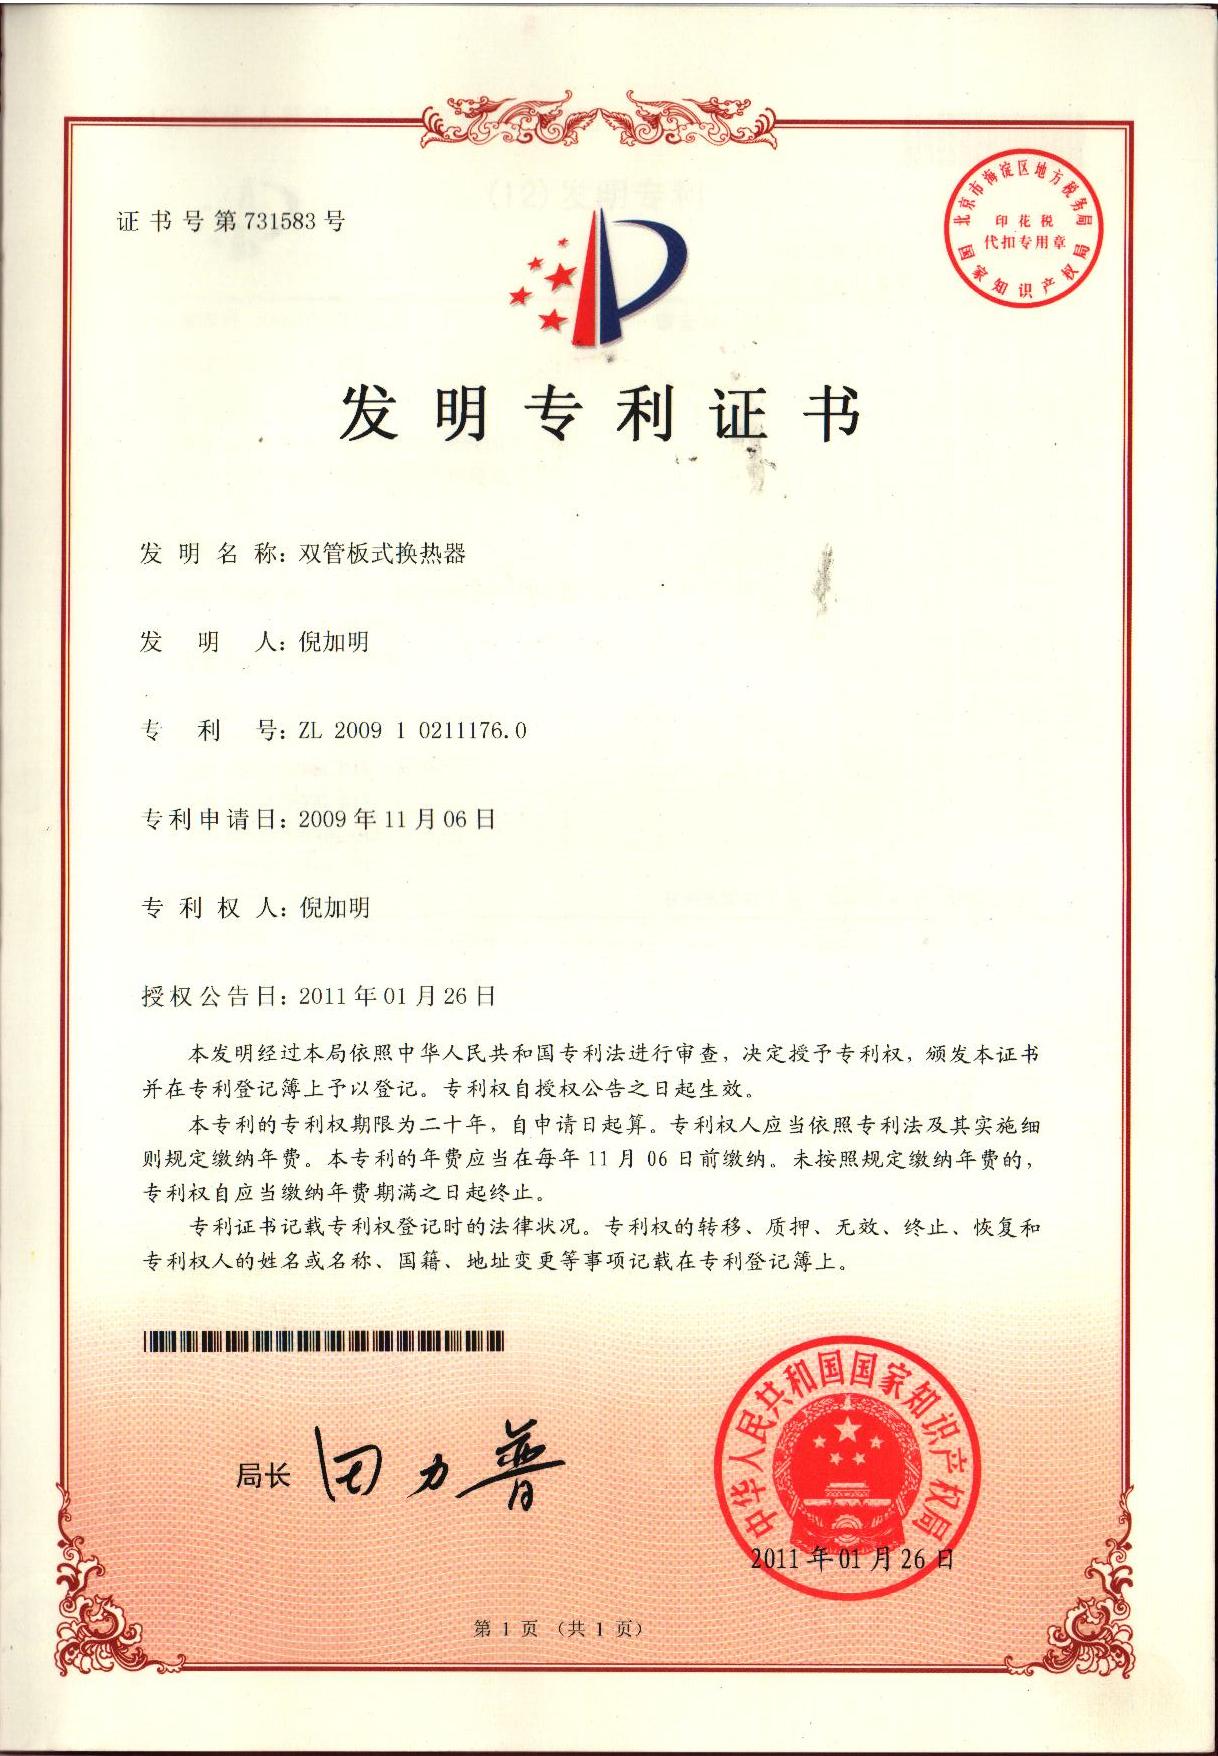 证书号第731583号
北京市海淀区地方税务局
印花税
代扣专用章
国家知识产权局
发明专利证书
发明名称：双管板式换热器
发明人：倪加明
专利号：ZL 2009 1 0211176.0
专利申请日：2009年11月06日
专利权人：倪加明
授权公告日：2011年01月26日
本发明经过本局依照中华人民共和国专利法进行审查，决定授予专利权，颁发本证书
并在专利登记簿上予以登记。专利权自授权公告之日起生效。
本专利的专利权期限为二十年，自申请日起算。专利权人应当依照专利法及其实施细
则规定缴纳年费。本专利的年费应当在每年11月06日前缴纳。未按照规定缴纳年费的，
专利权自应当缴纳年费期满之日起终止。
专利证书记载专利权登记时的法律状况。专利权的转移、质押、无效、终止、恢复和
专利权人的姓名或名称、国籍、地址变更等事项记载在专利登记簿上。
局长 田力普
中华人民共和国国家知识产权局
2011年01月26日
第1页（共1页）